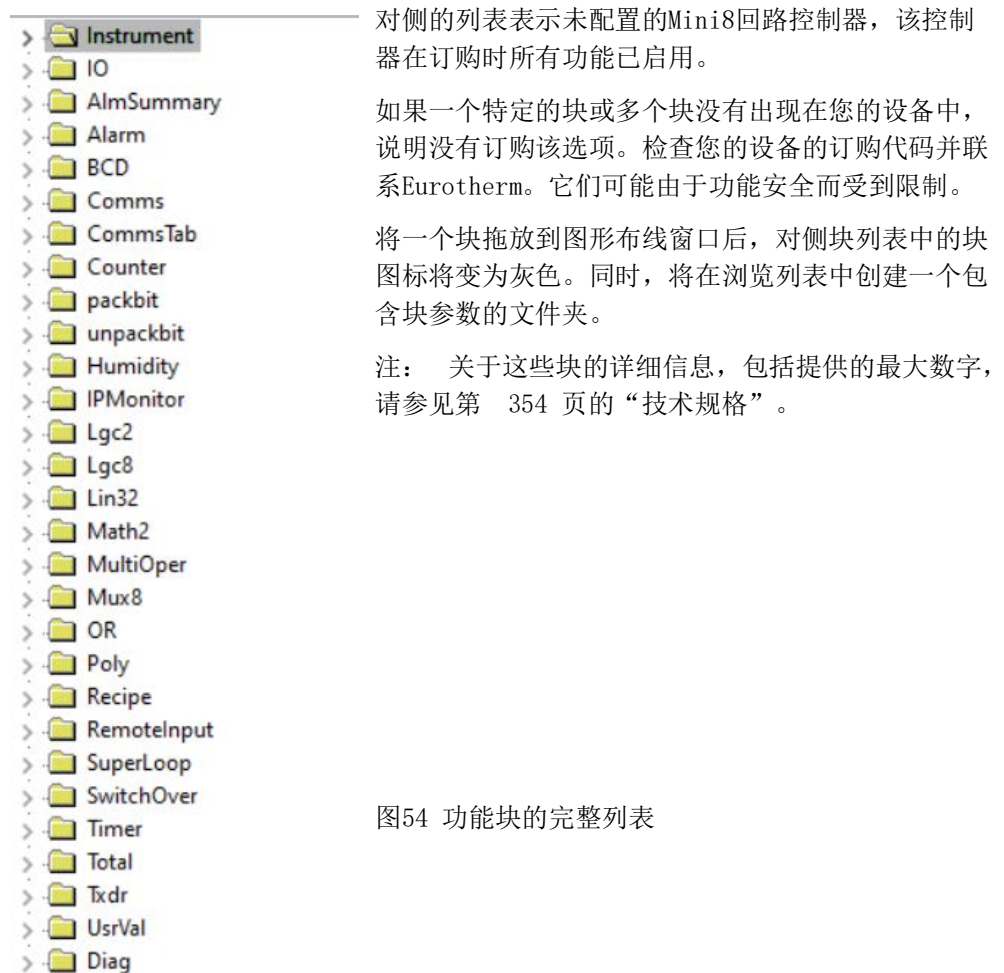 Instrument
IO
AlmSummary
Alarm
BCD
Comms
CommsTab
Counter
packbit
unpackbit
Humidity
IPMonitor
Lgc2
Lgc8
Lin32
Math2
MultiOper
Mux8
OR
Poly
Recipe
RemoteInput
SuperLoop
SwitchOver
Timer
Total
Txdr
UsrVal
Diag
对侧的列表表示未配置的Mini8回路控制器，该控制
器在订购时所有功能已启用。
如果一个特定的块或多个块没有出现在您的设备中，
说明没有订购该选项。检查您的设备的订购代码并联
系Eurotherm。它们可能由于功能安全而受到限制。
将一个块拖放到图形布线窗口后，对侧块列表中的块
图标将变为灰色。同时，将在浏览列表中创建一个包
含块参数的文件夹。
注： 关于这些块的详细信息，包括提供的最大数字，
请参见第 354 页的“技术规格”。
图54 功能块的完整列表